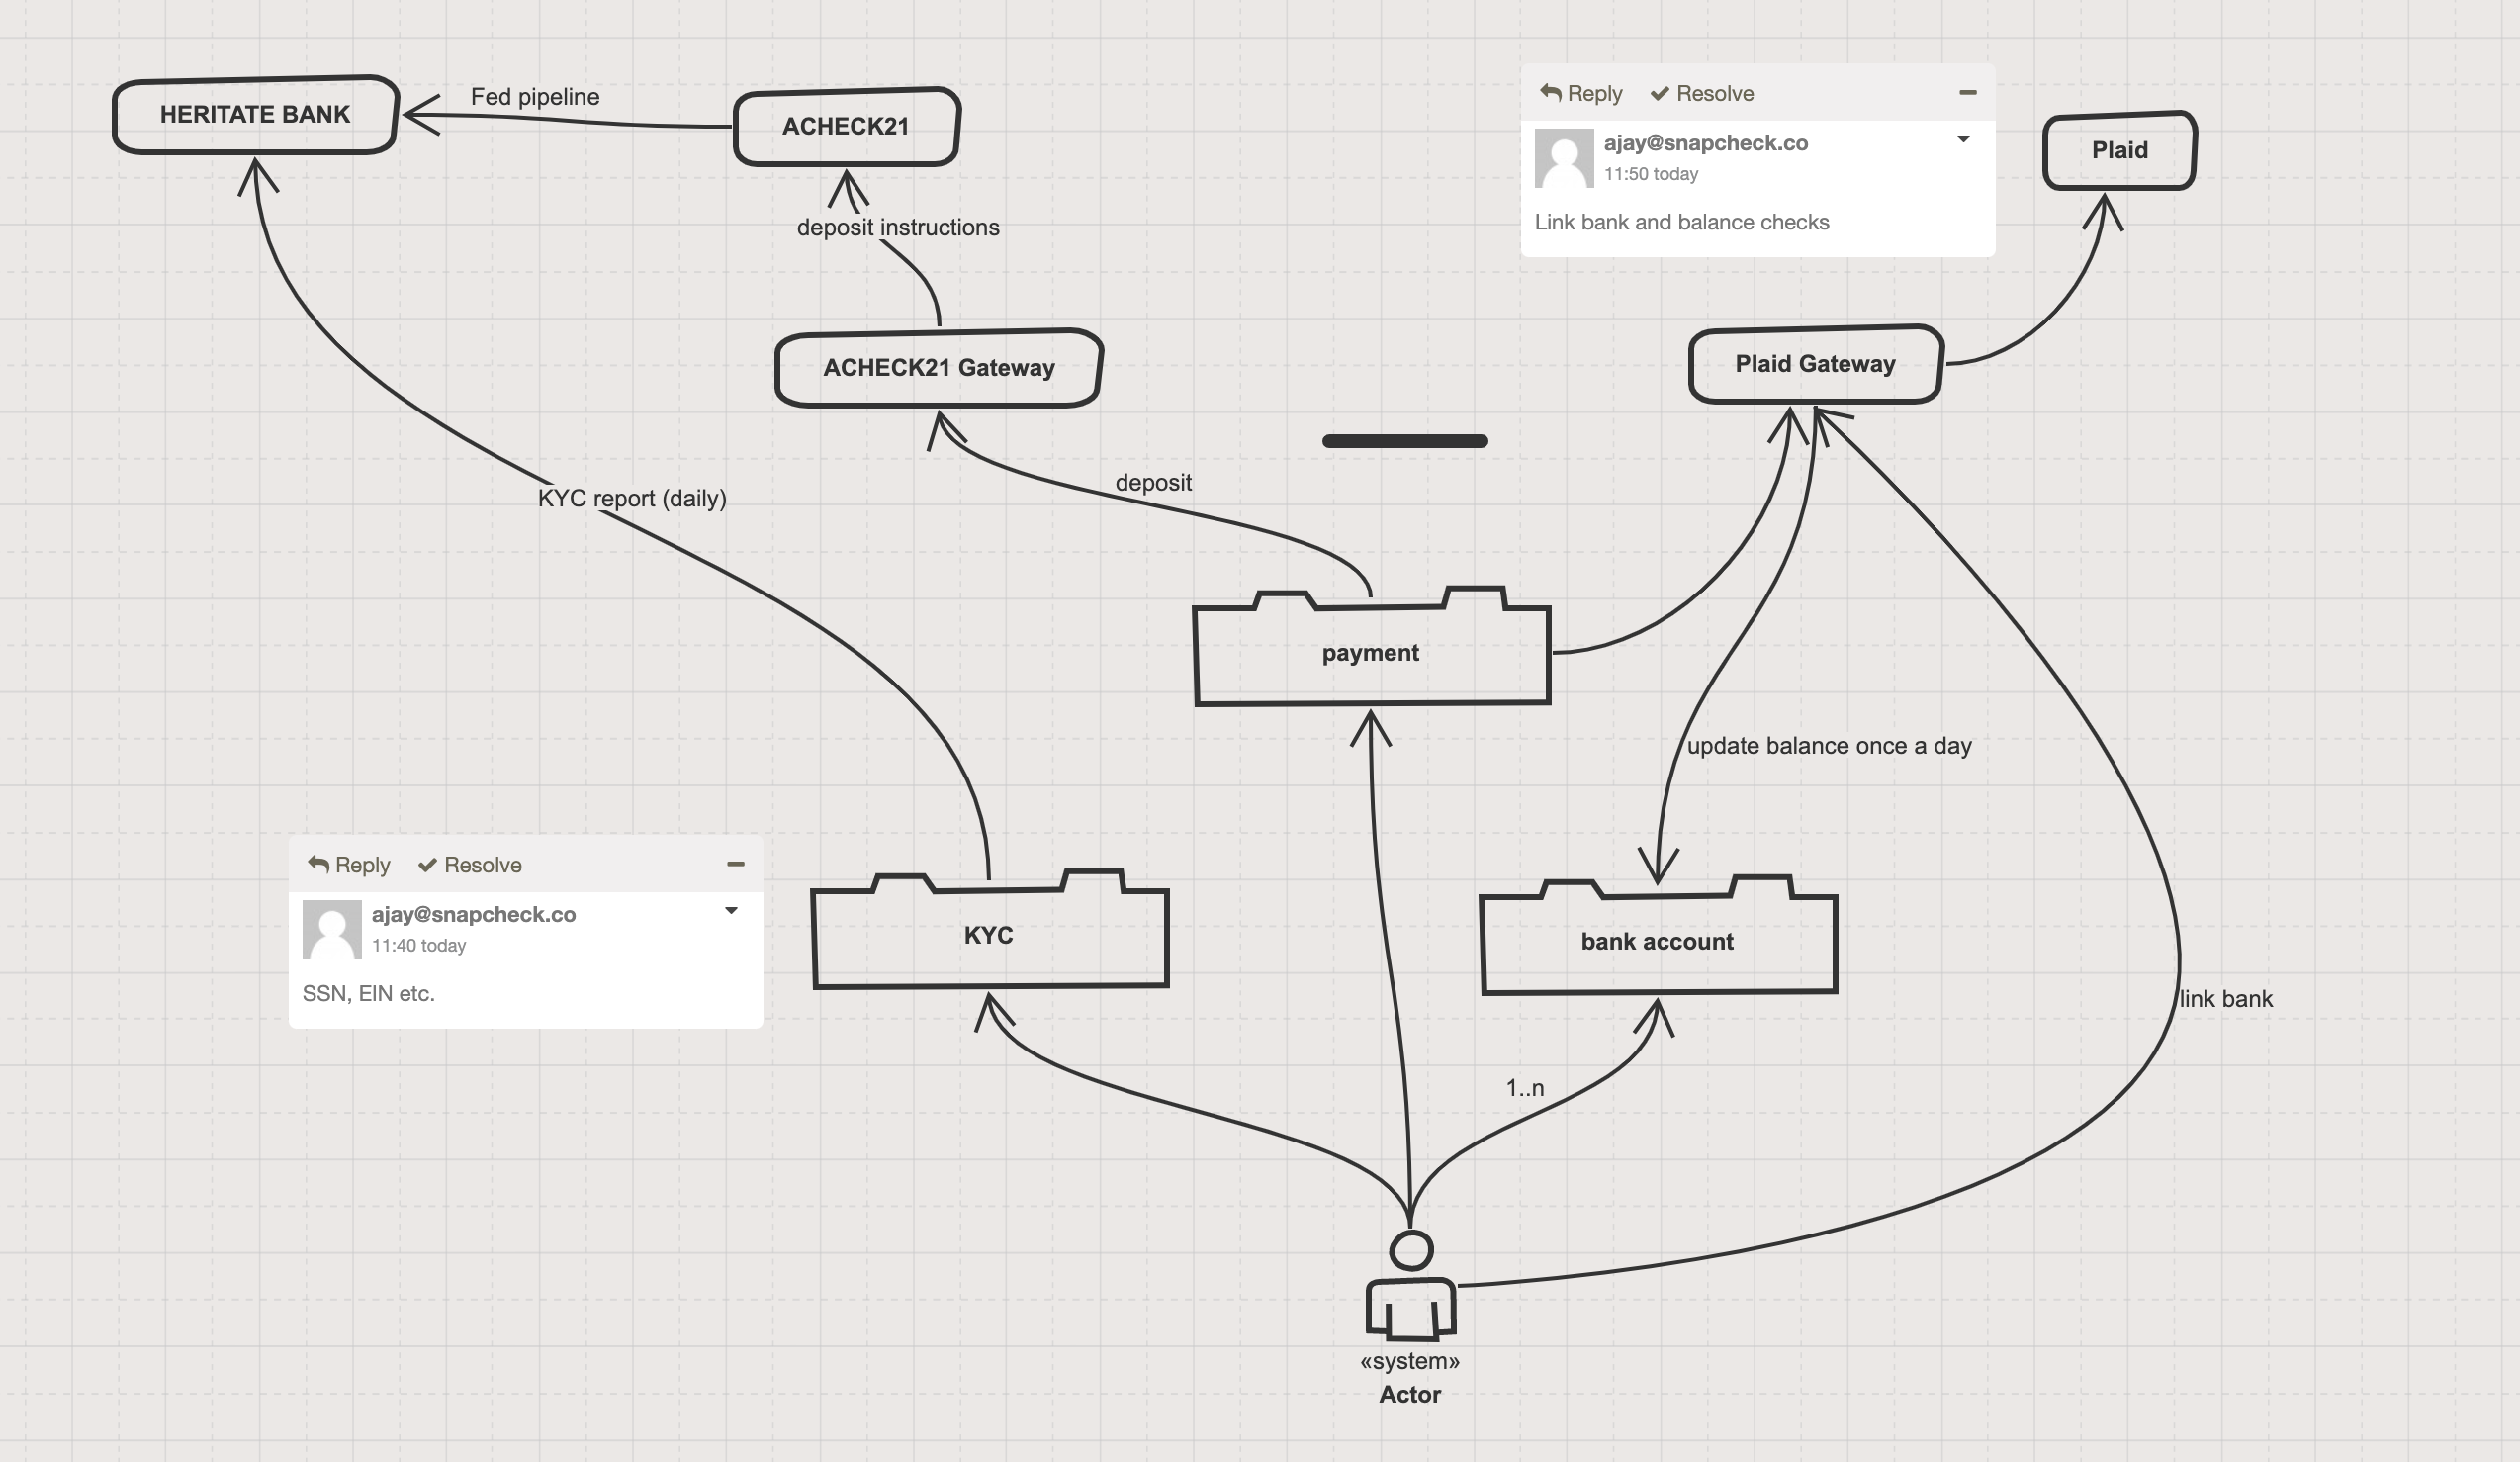 HERITATE BANK
Fed pipeline
ACHECK21
Reply Resolve
ajay@snapcheck.co
11:50 today
Link bank and balance checks
Plaid
deposit instructions
ACHECK21 Gateway
Plaid Gateway
deposit
KYC report (daily)
payment
update balance once a day
Reply Resolve
ajay@snapcheck.co
11:40 today
SSN, EIN etc.
KYC
bank account
link bank
1..n
«system»
Actor